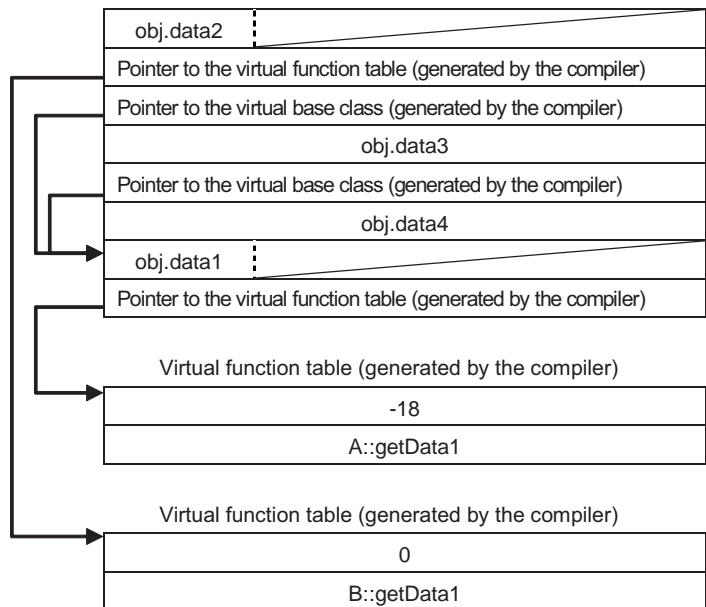 obj.data2
Pointer to the virtual function table (generated by the compiler)
Pointer to the virtual base class (generated by the compiler)
obj.data3
Pointer to the virtual base class (generated by the compiler)
obj.data4
obj.data1
Pointer to the virtual function table (generated by the compiler)
Virtual function table (generated by the compiler)
-18
A::getData1
Virtual function table (generated by the compiler)
0
B::getData1